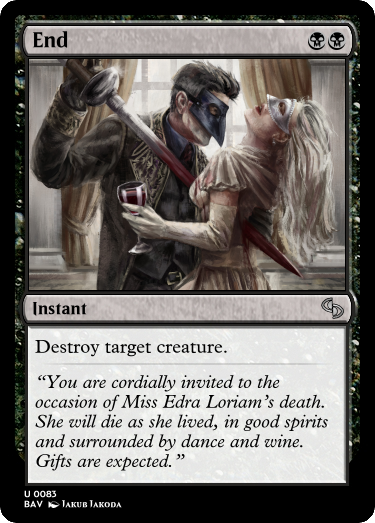 End
Instant
Destroy target creature.
“You are cordially invited to the
occasion of Miss Edra Loriam’s death.
She will die as she lived, in good spirits
and surrounded by dance and wine.
Gifts are expected.”
U 0083
BAV Jakub Jakoda